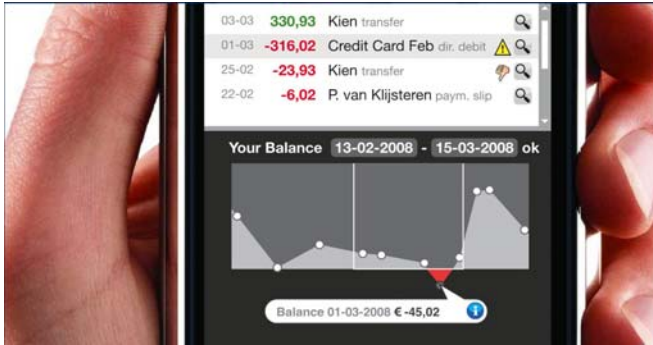 03-03 330,93 Kien transfer
01-03 -316,02 Credit Card Feb dir. debit
25-02 -23,93 Kien transfer
22-02 -6,02 P. van Klijsteren paym. slip
Your Balance 13-02-2008 - 15-03-2008 ok
Balance 01-03-2008 € -45,02